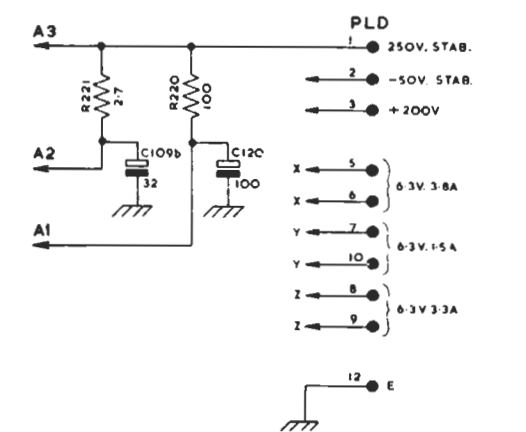 PLD
A3
1 250V. STAB.
R221
2·7
R220
100
2 -50V. STAB.
3 +200V
A2
C109b
32
C120
100
X 5
X 6
6·3V. 3·8A
A1
Y 7
Y 10
6·3V. 1·5A
Z 8
Z 9
6·3V 3·3A
12 E